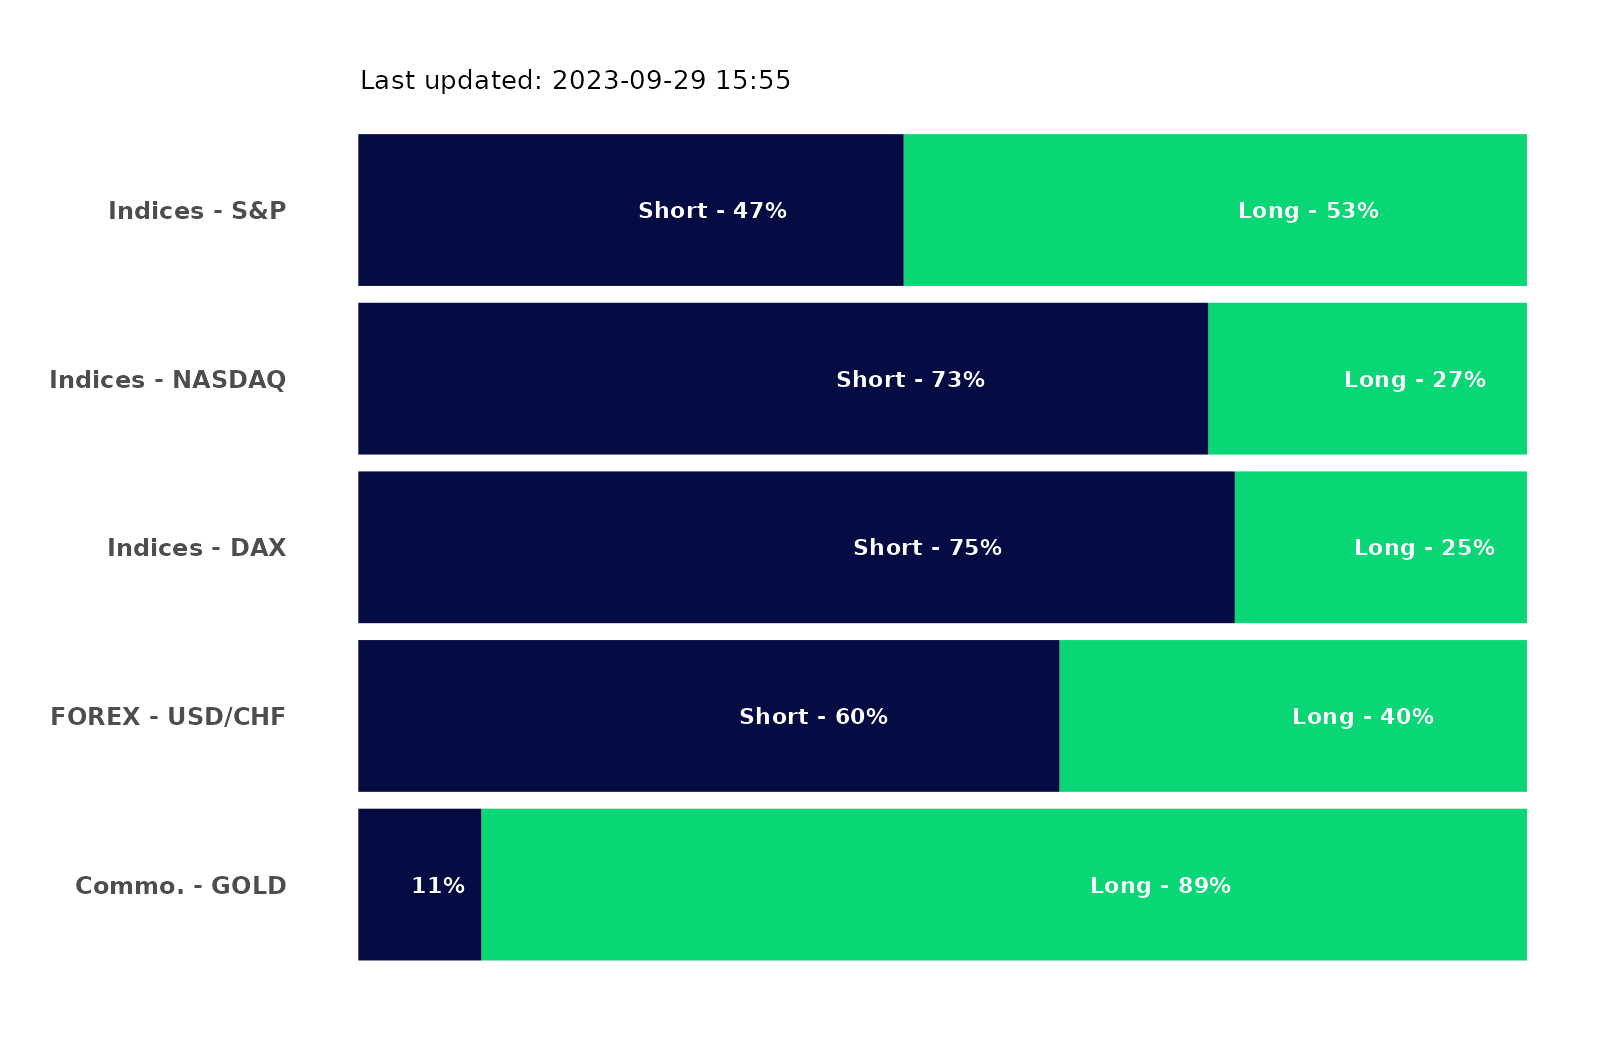 Last updated: 2023-09-29 15:55
Indices - S&P Short - 47% Long - 53%
Indices - NASDAQ Short - 73% Long - 27%
Indices - DAX Short - 75% Long - 25%
FOREX - USD/CHF Short - 60% Long - 40%
Commo. - GOLD 11% Long - 89%